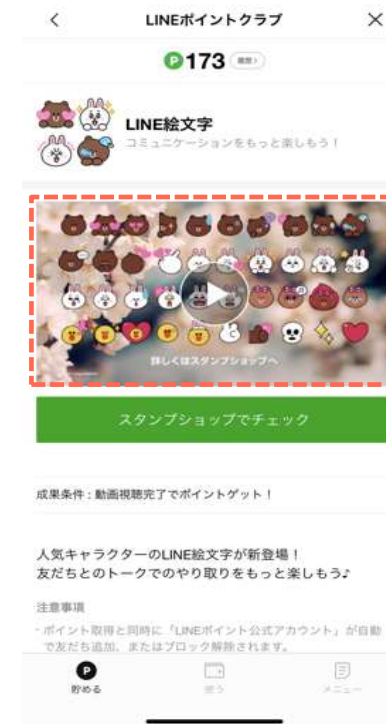 LINEポイントクラブ
P 173
LINE絵文字
コミュニケーションをもっと楽しもう！
詳しくはスタンプショップへ
スタンプショップでチェック
成果条件：動画視聴完了でポイントゲット！
人気キャラクターのLINE絵文字が新登場！
友だちとのトークでのやり取りをもっと楽しもう♪
注意事項
・ポイント取得と同時に「LINEポイント公式アカウント」が自動
で友だち追加、またはブロック解除されます。
P
貯める
使う
メニュー